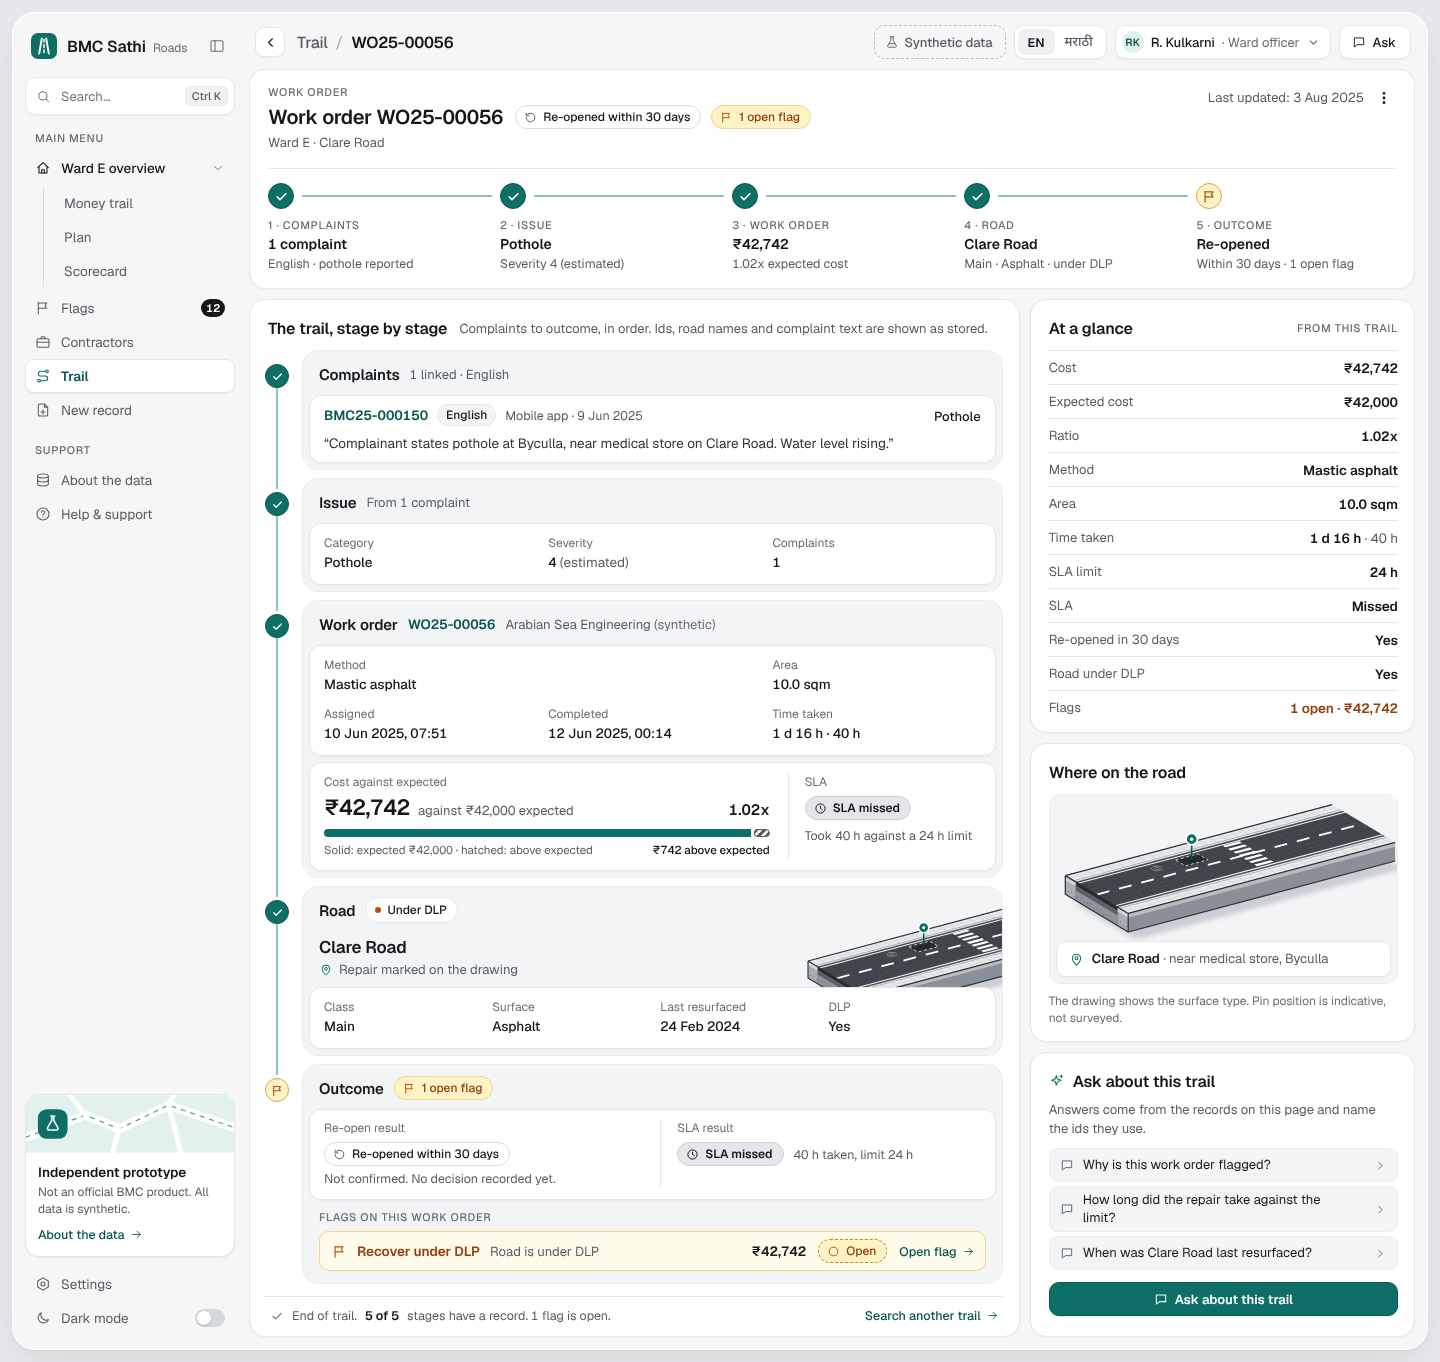 BMC Sathi Roads
Search...
Ctrl K
MAIN MENU
Ward E overview
Money trail
Plan
Scorecard
Flags
12
Contractors
Trail
New record
SUPPORT
About the data
Help & support
Independent prototype
Not an official BMC product. All
data is synthetic.
About the data →
Settings
Dark mode
Trail / WO25-00056
Synthetic data
EN मराठी
RK R. Kulkarni · Ward officer
Ask
WORK ORDER
Work order WO25-00056
Re-opened within 30 days
1 open flag
Last updated: 3 Aug 2025
Ward E · Clare Road
1 · COMPLAINTS
1 complaint
English · pothole reported
2 · ISSUE
Pothole
Severity 4 (estimated)
3 · WORK ORDER
₹42,742
1.02x expected cost
4 · ROAD
Clare Road
Main · Asphalt · under DLP
5 · OUTCOME
Re-opened
Within 30 days · 1 open flag
The trail, stage by stage Complaints to outcome, in order. Ids, road names and complaint text are shown as stored.
Complaints 1 linked · English
BMC25-000150 English Mobile app · 9 Jun 2025 Pothole
“Complainant states pothole at Byculla, near medical store on Clare Road. Water level rising.”
Issue From 1 complaint
Category Severity Complaints
Pothole 4 (estimated) 1
Work order WO25-00056 Arabian Sea Engineering (synthetic)
Method Area
Mastic asphalt 10.0 sqm
Assigned Completed Time taken
10 Jun 2025, 07:51 12 Jun 2025, 00:14 1 d 16 h · 40 h
Cost against expected
₹42,742 against ₹42,000 expected 1.02x
Solid: expected ₹42,000 · hatched: above expected ₹742 above expected
SLA
SLA missed
Took 40 h against a 24 h limit
Road Under DLP
Clare Road
Repair marked on the drawing
Class Surface Last resurfaced DLP
Main Asphalt 24 Feb 2024 Yes
Outcome 1 open flag
Re-open result
Re-opened within 30 days
Not confirmed. No decision recorded yet.
SLA result
SLA missed 40 h taken, limit 24 h
FLAGS ON THIS WORK ORDER
Recover under DLP Road is under DLP ₹42,742 Open Open flag →
End of trail. 5 of 5 stages have a record. 1 flag is open.
Search another trail →
At a glance FROM THIS TRAIL
Cost ₹42,742
Expected cost ₹42,000
Ratio 1.02x
Method Mastic asphalt
Area 10.0 sqm
Time taken 1 d 16 h · 40 h
SLA limit 24 h
SLA Missed
Re-opened in 30 days Yes
Road under DLP Yes
Flags 1 open · ₹42,742
Where on the road
Clare Road · near medical store, Byculla
The drawing shows the surface type. Pin position is indicative,
not surveyed.
Ask about this trail
Answers come from the records on this page and name
the ids they use.
Why is this work order flagged?
How long did the repair take against the
limit?
When was Clare Road last resurfaced?
Ask about this trail